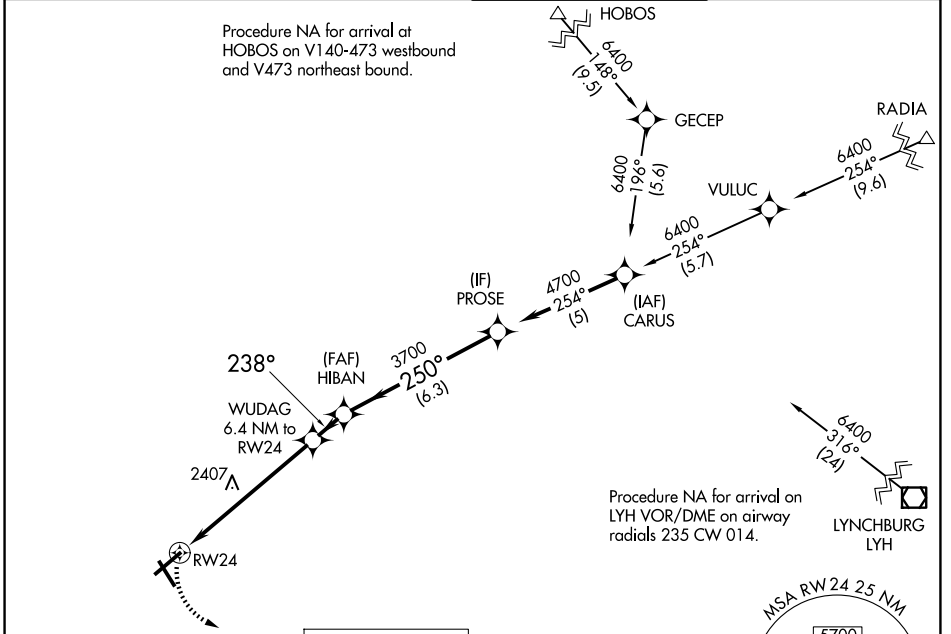 Procedure NA for arrival at
HOBOS on V140-473 westbound
and V473 northeast bound.
HOBOS
6400
148°
(9.5)
GECEP
RADIA
6400
254°
(9.6)
6400
196°
(5.6)
VULUC
6400
254°
(5.7)
(IAF)
CARUS
4700
254°
(5)
(IF)
PROSE
3700
250°
(6.3)
238°
(FAF)
HIBAN
WUDAG
6.4 NM to
RW24
2407
RW24
6400
316°
(24)
Procedure NA for arrival on
LYH VOR/DME on airway
radials 235 CW 014.
LYNCHBURG
LYH
MSA RW24 25 NM
5700